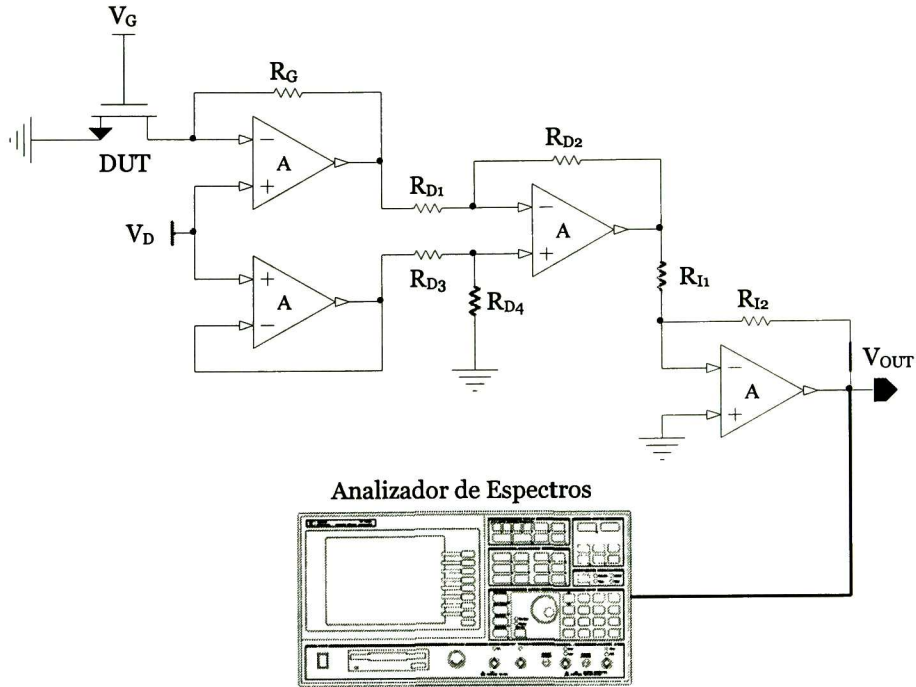 V_G
R_G
A
DUT
R_D2
R_D1
A
V_D
R_D3
A
R_D4
R_I1
R_I2
A
V_OUT
Analizador de Espectros